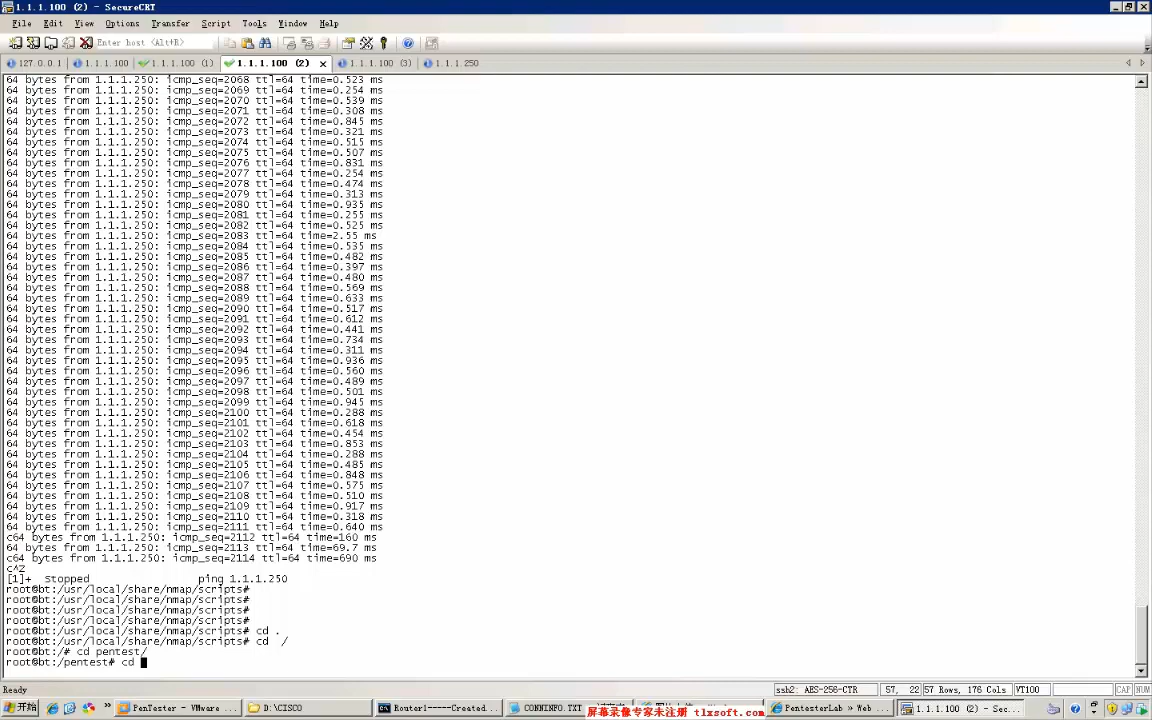 1.1.1.100 (2) - SecureCRT
File Edit View Options Transfer Script Tools Window Help
Enter host <Alt+R>
127.0.0.1 1.1.1.100 1.1.1.100 (1) 1.1.1.100 (2) 1.1.1.100 (3) 1.1.1.250
64 bytes from 1.1.1.250: icmp_seq=2068 ttl=64 time=0.523 ms
64 bytes from 1.1.1.250: icmp_seq=2069 ttl=64 time=0.254 ms
64 bytes from 1.1.1.250: icmp_seq=2070 ttl=64 time=0.539 ms
64 bytes from 1.1.1.250: icmp_seq=2071 ttl=64 time=0.308 ms
64 bytes from 1.1.1.250: icmp_seq=2072 ttl=64 time=0.845 ms
64 bytes from 1.1.1.250: icmp_seq=2073 ttl=64 time=0.321 ms
64 bytes from 1.1.1.250: icmp_seq=2074 ttl=64 time=0.515 ms
64 bytes from 1.1.1.250: icmp_seq=2075 ttl=64 time=0.507 ms
64 bytes from 1.1.1.250: icmp_seq=2076 ttl=64 time=0.831 ms
64 bytes from 1.1.1.250: icmp_seq=2077 ttl=64 time=0.254 ms
64 bytes from 1.1.1.250: icmp_seq=2078 ttl=64 time=0.474 ms
64 bytes from 1.1.1.250: icmp_seq=2079 ttl=64 time=0.313 ms
64 bytes from 1.1.1.250: icmp_seq=2080 ttl=64 time=0.935 ms
64 bytes from 1.1.1.250: icmp_seq=2081 ttl=64 time=0.255 ms
64 bytes from 1.1.1.250: icmp_seq=2082 ttl=64 time=0.525 ms
64 bytes from 1.1.1.250: icmp_seq=2083 ttl=64 time=2.55 ms
64 bytes from 1.1.1.250: icmp_seq=2084 ttl=64 time=0.535 ms
64 bytes from 1.1.1.250: icmp_seq=2085 ttl=64 time=0.482 ms
64 bytes from 1.1.1.250: icmp_seq=2086 ttl=64 time=0.397 ms
64 bytes from 1.1.1.250: icmp_seq=2087 ttl=64 time=0.480 ms
64 bytes from 1.1.1.250: icmp_seq=2088 ttl=64 time=0.569 ms
64 bytes from 1.1.1.250: icmp_seq=2089 ttl=64 time=0.633 ms
64 bytes from 1.1.1.250: icmp_seq=2090 ttl=64 time=0.517 ms
64 bytes from 1.1.1.250: icmp_seq=2091 ttl=64 time=0.612 ms
64 bytes from 1.1.1.250: icmp_seq=2092 ttl=64 time=0.441 ms
64 bytes from 1.1.1.250: icmp_seq=2093 ttl=64 time=0.734 ms
64 bytes from 1.1.1.250: icmp_seq=2094 ttl=64 time=0.311 ms
64 bytes from 1.1.1.250: icmp_seq=2095 ttl=64 time=0.936 ms
64 bytes from 1.1.1.250: icmp_seq=2096 ttl=64 time=0.560 ms
64 bytes from 1.1.1.250: icmp_seq=2097 ttl=64 time=0.489 ms
64 bytes from 1.1.1.250: icmp_seq=2098 ttl=64 time=0.501 ms
64 bytes from 1.1.1.250: icmp_seq=2099 ttl=64 time=0.945 ms
64 bytes from 1.1.1.250: icmp_seq=2100 ttl=64 time=0.288 ms
64 bytes from 1.1.1.250: icmp_seq=2101 ttl=64 time=0.618 ms
64 bytes from 1.1.1.250: icmp_seq=2102 ttl=64 time=0.454 ms
64 bytes from 1.1.1.250: icmp_seq=2103 ttl=64 time=0.853 ms
64 bytes from 1.1.1.250: icmp_seq=2104 ttl=64 time=0.288 ms
64 bytes from 1.1.1.250: icmp_seq=2105 ttl=64 time=0.485 ms
64 bytes from 1.1.1.250: icmp_seq=2106 ttl=64 time=0.848 ms
64 bytes from 1.1.1.250: icmp_seq=2107 ttl=64 time=0.575 ms
64 bytes from 1.1.1.250: icmp_seq=2108 ttl=64 time=0.510 ms
64 bytes from 1.1.1.250: icmp_seq=2109 ttl=64 time=0.917 ms
64 bytes from 1.1.1.250: icmp_seq=2110 ttl=64 time=0.318 ms
64 bytes from 1.1.1.250: icmp_seq=2111 ttl=64 time=0.640 ms
c64 bytes from 1.1.1.250: icmp_seq=2112 ttl=64 time=160 ms
64 bytes from 1.1.1.250: icmp_seq=2113 ttl=64 time=69.7 ms
c64 bytes from 1.1.1.250: icmp_seq=2114 ttl=64 time=690 ms
c^Z
[1]+ Stopped ping 1.1.1.250
root@bt:/usr/local/share/nmap/scripts#
root@bt:/usr/local/share/nmap/scripts#
root@bt:/usr/local/share/nmap/scripts#
root@bt:/usr/local/share/nmap/scripts#
root@bt:/usr/local/share/nmap/scripts# cd .
root@bt:/usr/local/share/nmap/scripts# cd /
root@bt:/# cd pentest/
root@bt:/pentest# cd
Ready ssh2: AES-256-CTR 57, 22 57 Rows, 176 Cols VT100 CAP NUM
开始 PenTester - VMware ... D:\CISCO Router1-----Created... CONNINFO.TXT PentesterLab » Web ... 1.1.1.100 (2) - Sec...
屏幕录像专家未注册 tlxsoft.com